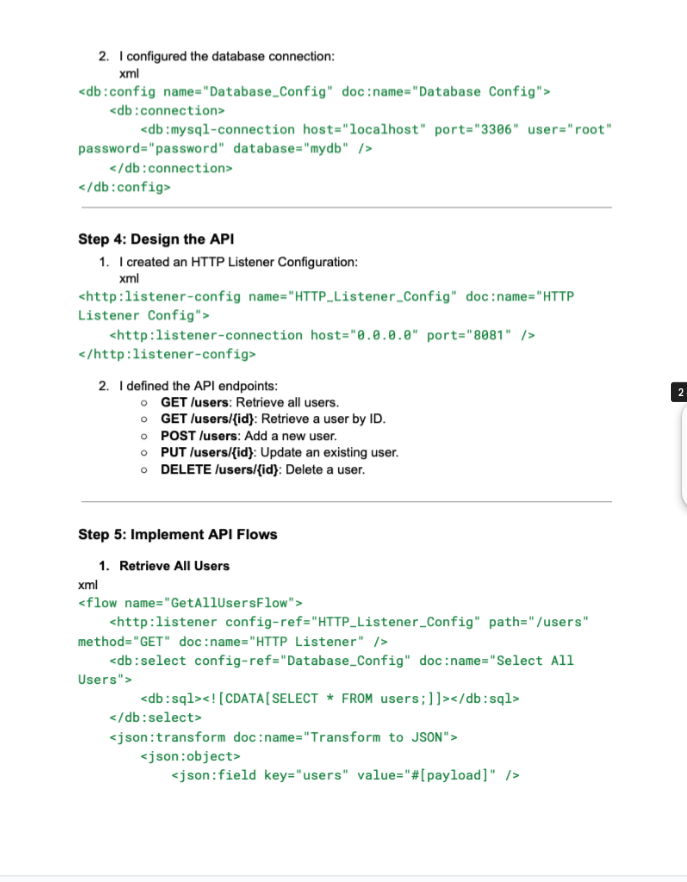 2. I configured the database connection:
xml
<db:config name="Database_Config" doc:name="Database Config">
<db:connection>
<db:mysql-connection host="localhost" port="3306" user="root"
password="password" database="mydb" />
</db:connection>
</db:config>
Step 4: Design the API
1. I created an HTTP Listener Configuration:
xml
<http:listener-config name="HTTP_Listener_Config" doc:name="HTTP
Listener Config">
<http:listener-connection host="0.0.0.0" port="8081" />
</http:listener-config>
2. I defined the API endpoints:
○ GET /users: Retrieve all users.
○ GET /users/{id}: Retrieve a user by ID.
○ POST /users: Add a new user.
○ PUT /users/{id}: Update an existing user.
○ DELETE /users/{id}: Delete a user.
2
Step 5: Implement API Flows
1. Retrieve All Users
xml
<flow name="GetAllUsersFlow">
<http:listener config-ref="HTTP_Listener_Config" path="/users"
method="GET" doc:name="HTTP Listener" />
<db:select config-ref="Database_Config" doc:name="Select All
Users">
<db:sql><![CDATA[SELECT * FROM users;]]></db:sql>
</db:select>
<json:transform doc:name="Transform to JSON">
<json:object>
<json:field key="users" value="#[payload]" />